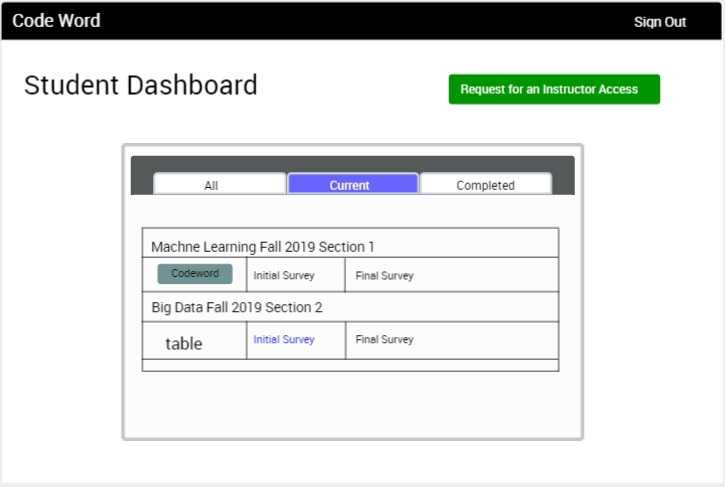 Code Word Sign Out
Student Dashboard
Request for an Instructor Access
All Current Completed
Machne Learning Fall 2019 Section 1
Codeword Initial Survey Final Survey
Big Data Fall 2019 Section 2
table Initial Survey Final Survey